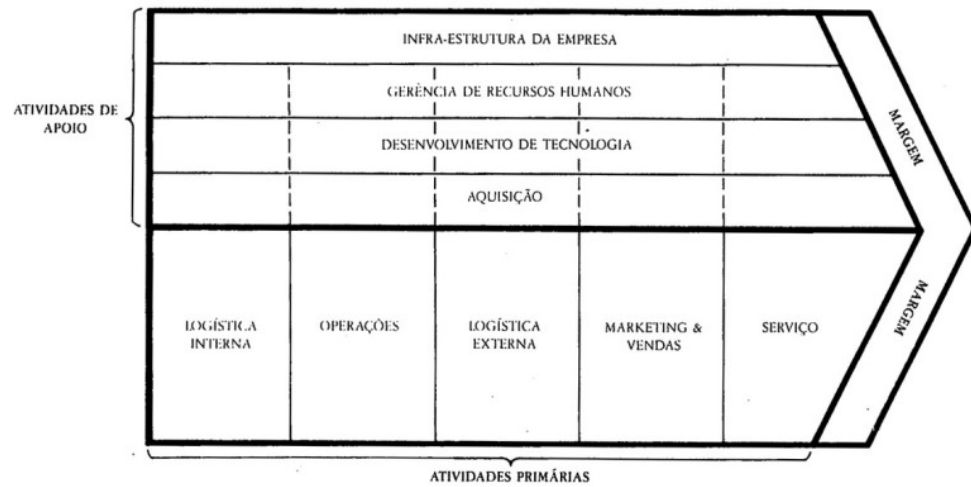 INFRA-ESTRUTURA DA EMPRESA
GERÊNCIA DE RECURSOS HUMANOS
ATIVIDADES DE
APOIO
DESENVOLVIMENTO DE TECNOLOGIA
AQUISIÇÃO
MARGEM
MARGEM
LOGÍSTICA
INTERNA
OPERAÇÕES
LOGÍSTICA
EXTERNA
MARKETING &
VENDAS
SERVIÇO
ATIVIDADES PRIMÁRIAS